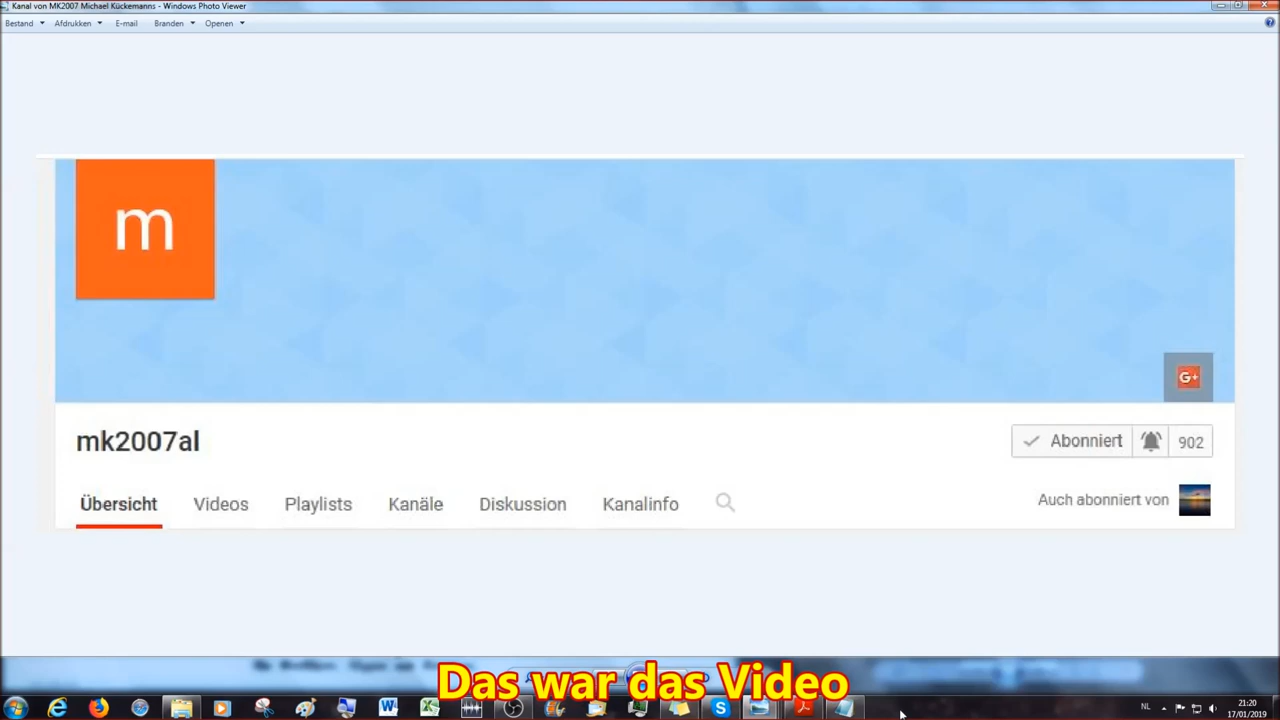 Kanal von MK2007 Michael Kückemanns - Windows Photo Viewer
Bestand Afdrukken E-mail Branden Openen
m
G+
mk2007al
Abonniert 902
Übersicht Videos Playlists Kanäle Diskussion Kanalinfo
Auch abonniert von
Das war das Video
NL
21:20
17/01/2019